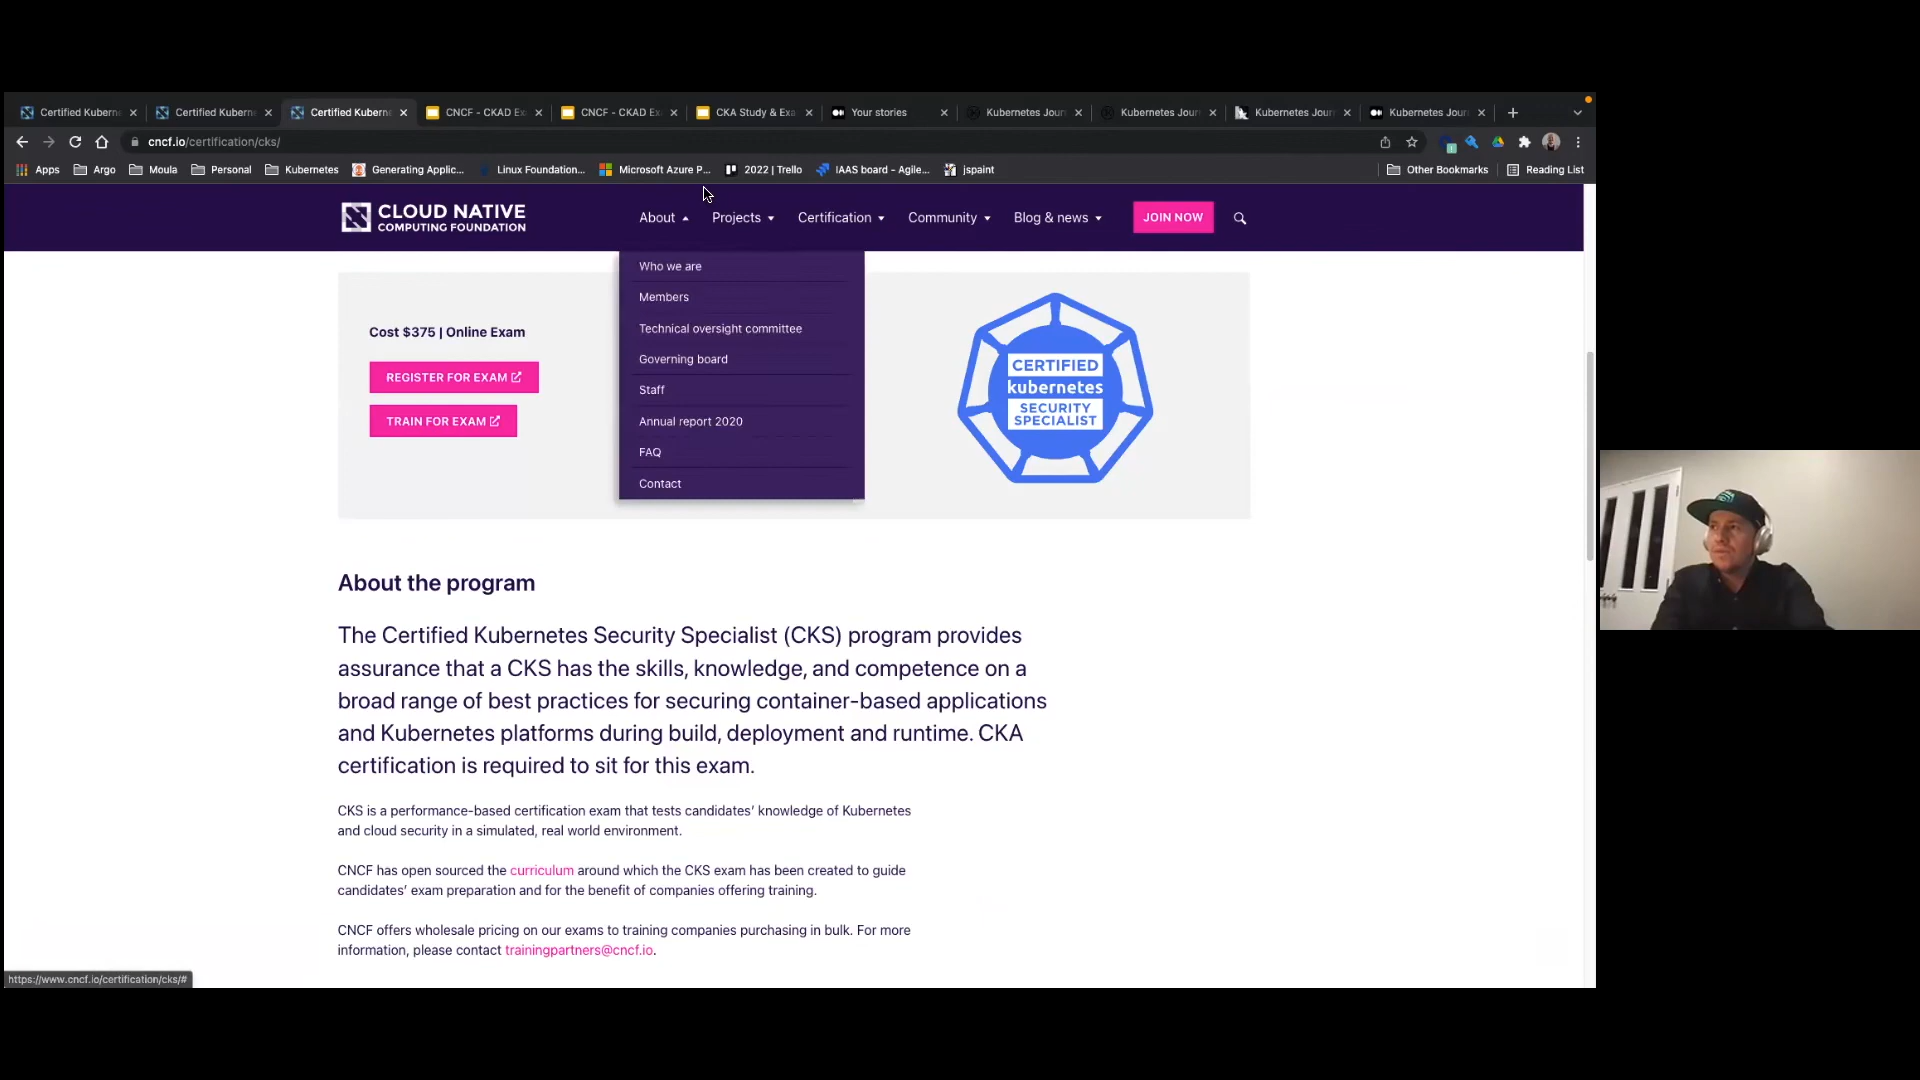 Certified Kuberne
Certified Kuberne
Certified Kuberne
CNCF - CKAD Ex
CNCF - CKAD Ex
CKA Study & Exa
Your stories
Kubernetes Jour
Kubernetes Jour
Kubernetes Jour
Kubernetes Jour
cncf.io/certification/cks/
Apps
Argo
Moula
Personal
Kubernetes
Generating Applic...
Linux Foundation...
Microsoft Azure P...
2022 | Trello
IAAS board - Agile...
jspaint
Other Bookmarks
Reading List
CLOUD NATIVE
COMPUTING FOUNDATION
About
Projects
Certification
Community
Blog & news
JOIN NOW
Who we are
Members
Technical oversight committee
Governing board
Staff
Annual report 2020
FAQ
Contact
Cost $375 | Online Exam
REGISTER FOR EXAM
TRAIN FOR EXAM
CERTIFIED
kubernetes
SECURITY
SPECIALIST
About the program
The Certified Kubernetes Security Specialist (CKS) program provides
assurance that a CKS has the skills, knowledge, and competence on a
broad range of best practices for securing container-based applications
and Kubernetes platforms during build, deployment and runtime. CKA
certification is required to sit for this exam.
CKS is a performance-based certification exam that tests candidates’ knowledge of Kubernetes
and cloud security in a simulated, real world environment.
CNCF has open sourced the curriculum around which the CKS exam has been created to guide
candidates’ exam preparation and for the benefit of companies offering training.
CNCF offers wholesale pricing on our exams to training companies purchasing in bulk. For more
information, please contact trainingpartners@cncf.io.
https://www.cncf.io/certification/cks/#